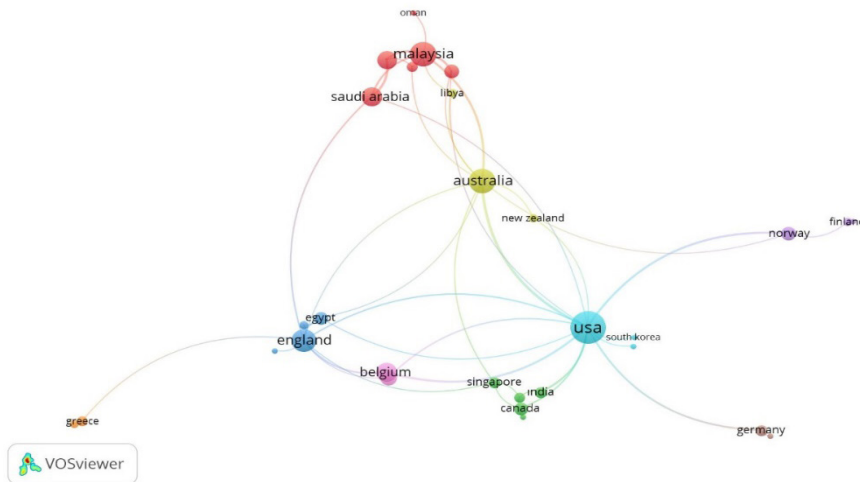 oman
malaysia
saudi arabia
libya
australia
new zealand
finland
norway
egypt
usa
south korea
england
belgium
singapore
india
canada
greece
germany
VOSviewer